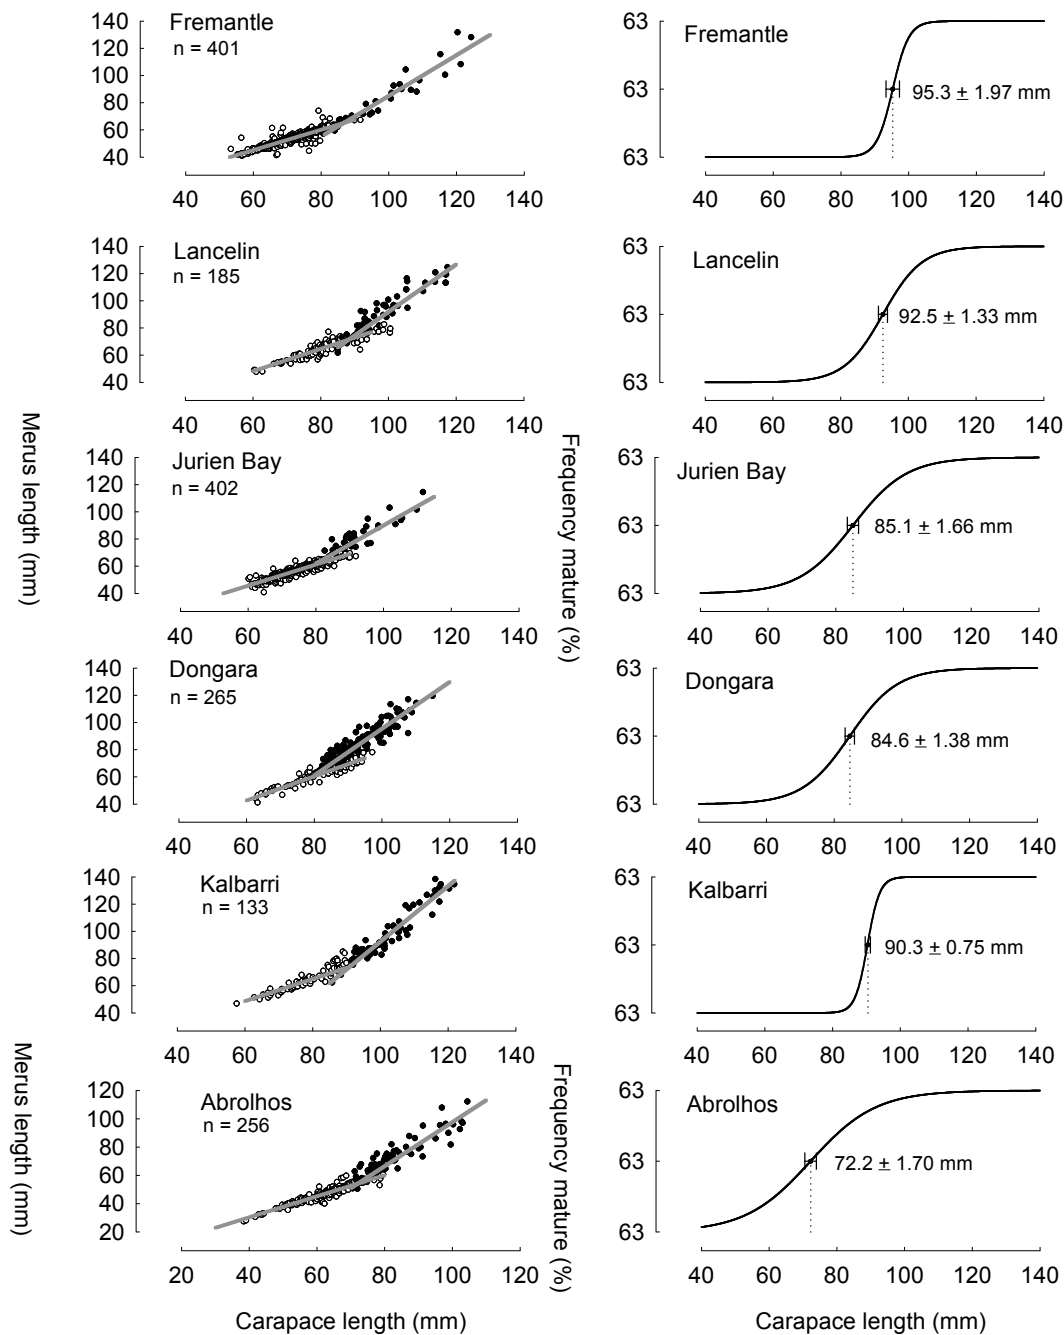 Fremantle
n = 401
140
120
100
80
60
40
40 60 80 100 120 140
Fremantle
63
63
63
95.3 ± 1.97 mm
40 60 80 100 120 140
Lancelin
n = 185
140
120
100
80
60
40
40 60 80 100 120 140
Lancelin
63
63
63
92.5 ± 1.33 mm
40 60 80 100 120 140
Merus length (mm)
Jurien Bay
n = 402
140
120
100
80
60
40
40 60 80 100 120 140
Frequency mature (%)
Jurien Bay
63
63
63
85.1 ± 1.66 mm
40 60 80 100 120 140
Dongara
n = 265
140
120
100
80
60
40
40 60 80 100 120 140
Dongara
63
63
63
84.6 ± 1.38 mm
40 60 80 100 120 140
Kalbarri
n = 133
140
120
100
80
60
40
40 60 80 100 120 140
Kalbarri
63
63
63
90.3 ± 0.75 mm
40 60 80 100 120 140
Merus length (mm)
Abrolhos
n = 256
120
100
80
60
40
20
20 40 60 80 100 120
Carapace length (mm)
Frequency mature (%)
Abrolhos
63
63
63
72.2 ± 1.70 mm
40 60 80 100 120 140
Carapace length (mm)